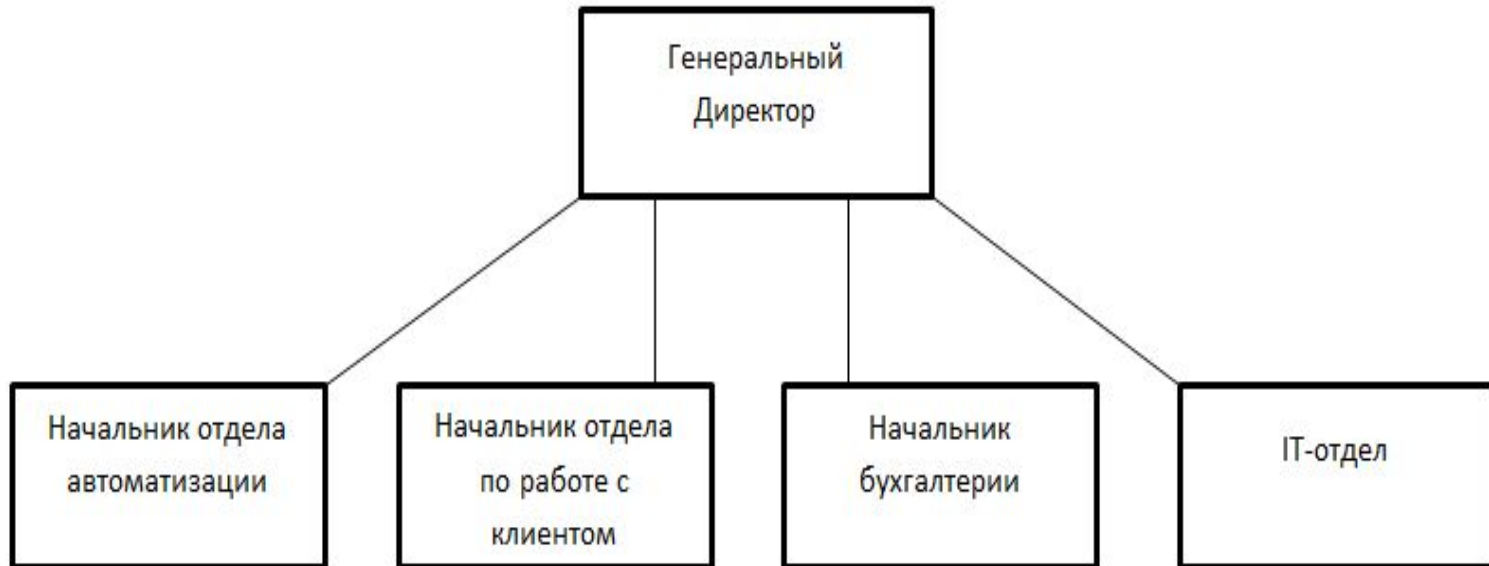 Генеральный
Директор
Начальник отдела
автоматизации
Начальник отдела
по работе с
клиентом
Начальник
бухгалтерии
IT-отдел